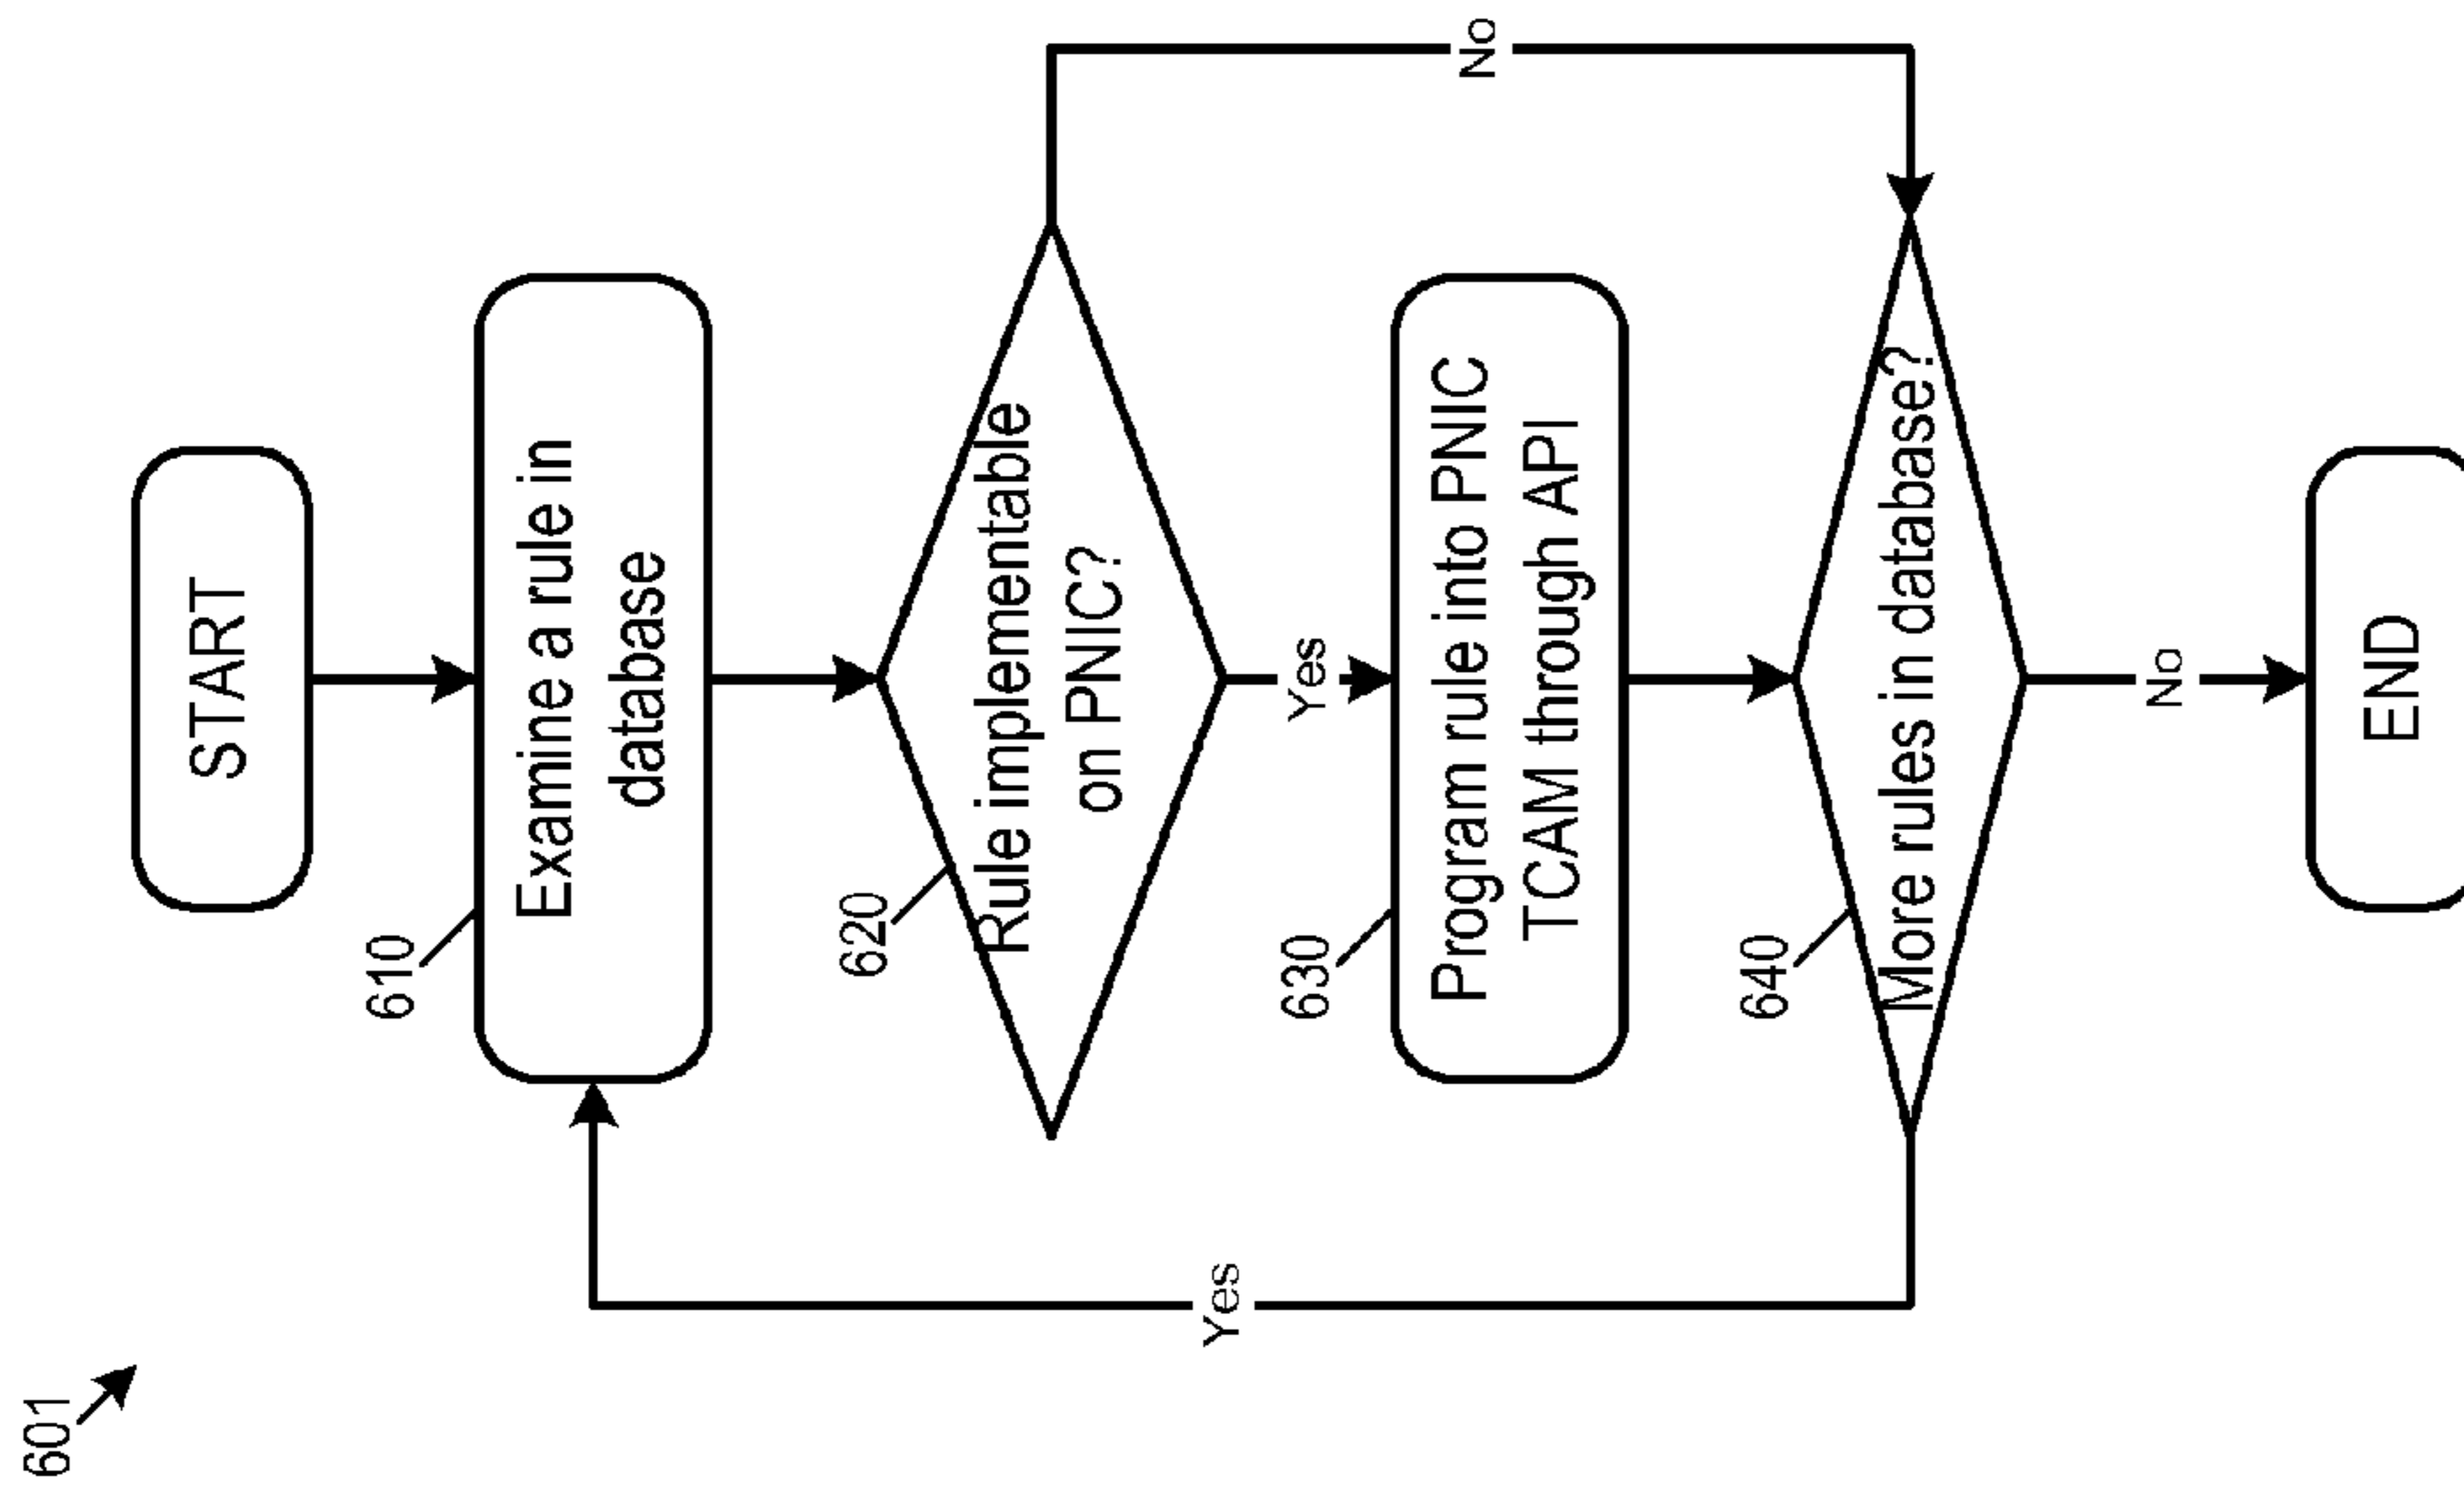 601
START
610
Examine a rule in
database
620
Rule implementable
on PNIC?
No
Yes
630
Program rule into PNIC
TCAM through API
640
More rules in database?
Yes
No
END